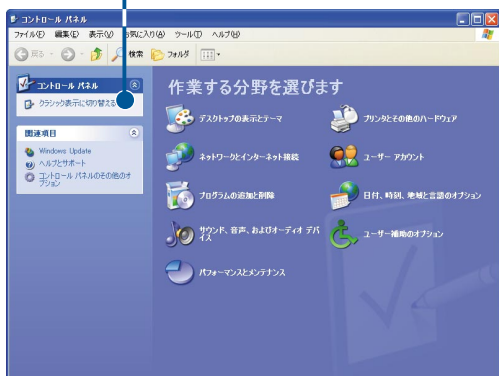 コントロール パネル
ファイル(F) 編集(E) 表示(V) お気に入り(A) ツール(T) ヘルプ(H)
戻る 検索 フォルダ
コントロール パネル
クラシック表示に切り替える
関連項目
Windows Update
ヘルプとサポート
コントロール パネルのその他のオ
プション
作業する分野を選びます
デスクトップの表示とテーマ
プリンタとその他のハードウェア
ネットワークとインターネット接続
ユーザー アカウント
プログラムの追加と削除
日付、時刻、地域と言語のオプション
サウンド、音声、およびオーディオ デバ
イス
ユーザー補助のオプション
パフォーマンスとメンテナンス